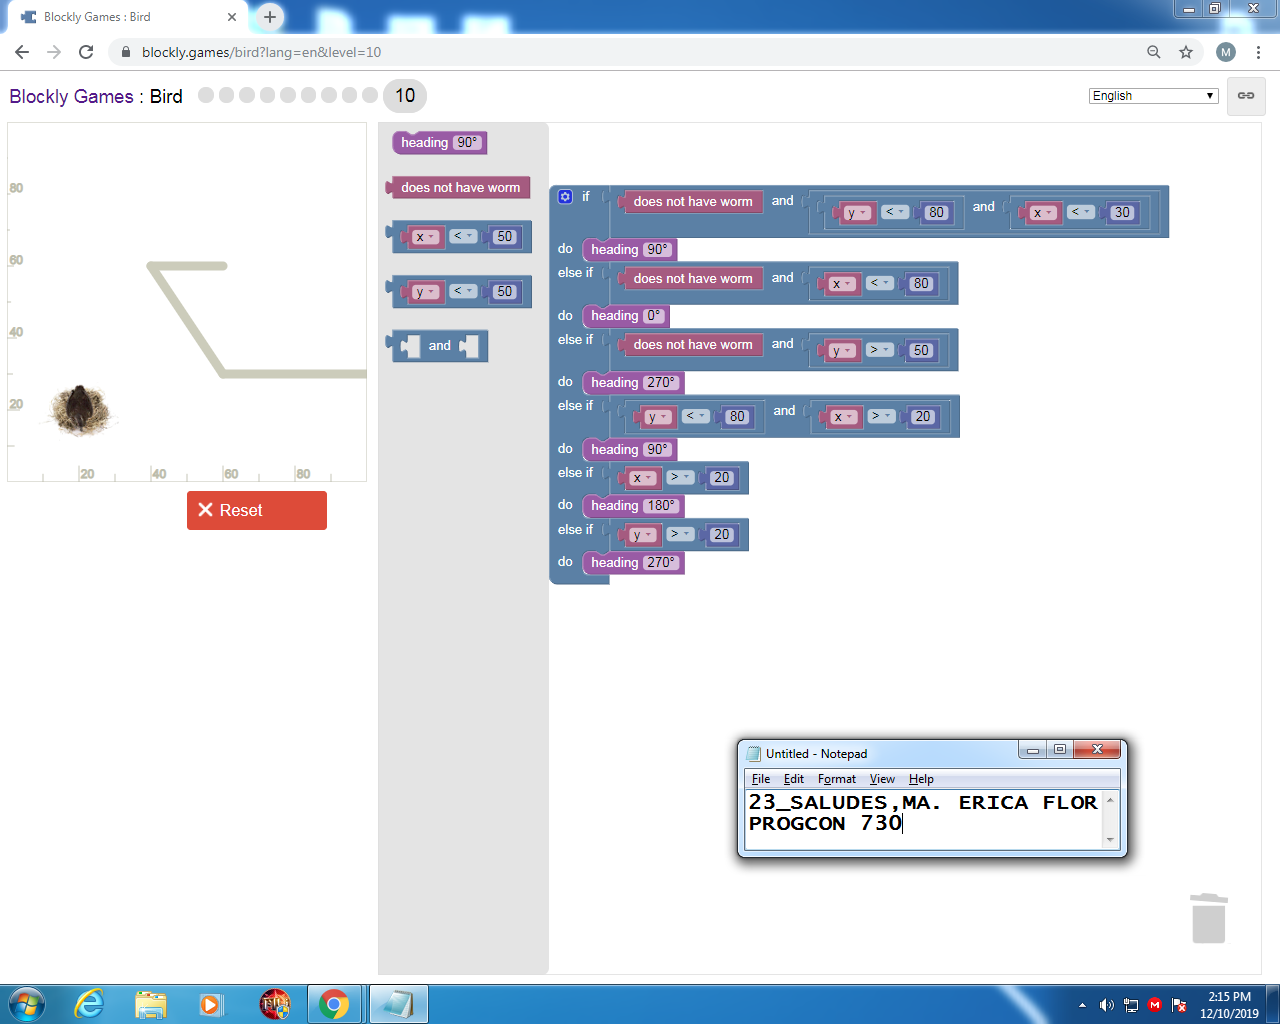 Blockly Games : Bird
blockly.games/bird?lang=en&level=10
M
Blockly Games : Bird
10
English
80
60
40
20
20
40
60
80
Reset
heading 90°
does not have worm
x < 50
y < 50
and
if does not have worm and y < 80 and x < 30
do heading 90°
else if does not have worm and x < 80
do heading 0°
else if does not have worm and y > 50
do heading 270°
else if y < 80 and x > 20
do heading 90°
else if x > 20
do heading 180°
else if y > 20
do heading 270°
Untitled - Notepad
File Edit Format View Help
23_SALUDES,MA. ERICA FLOR
PROGCON 730
2:15 PM
12/10/2019